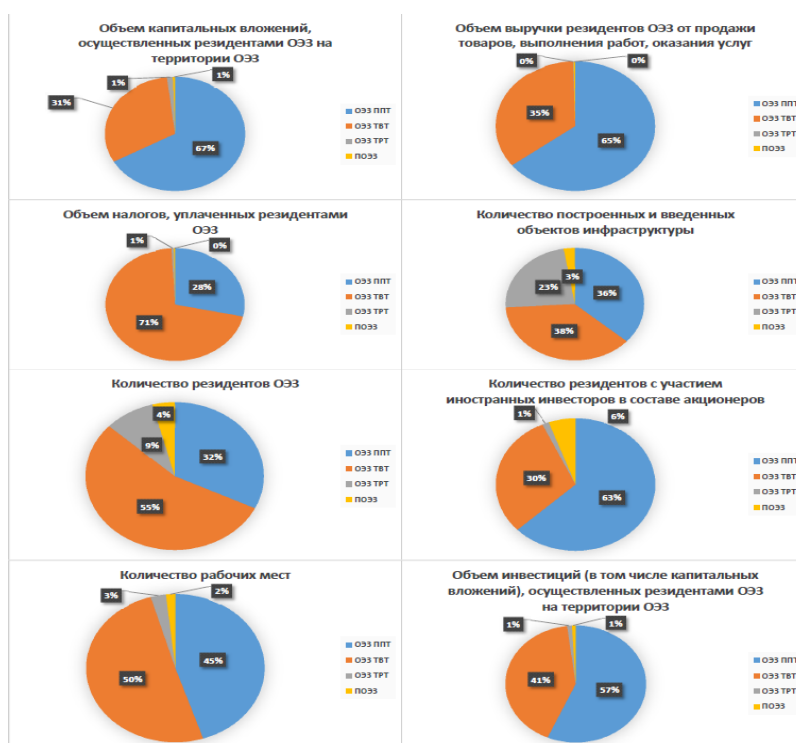 Объем капитальных вложений,
осуществленных резидентами ОЭЗ на
территории ОЭЗ
1%
1%
31%
67%
ОЭЗ ППТ
ОЭЗ ТВТ
ОЭЗ ТРТ
ПОЭЗ
Объем выручки резидентов ОЭЗ от продажи
товаров, выполнения работ, оказания услуг
0%
0%
35%
65%
ОЭЗ ППТ
ОЭЗ ТВТ
ОЭЗ ТРТ
ПОЭЗ
Объем налогов, уплаченных резидентами
ОЭЗ
1%
0%
28%
71%
ОЭЗ ППТ
ОЭЗ ТВТ
ОЭЗ ТРТ
ПОЭЗ
Количество построенных и введенных
объектов инфраструктуры
3%
23%
36%
38%
ОЭЗ ППТ
ОЭЗ ТВТ
ОЭЗ ТРТ
ПОЭЗ
Количество резидентов ОЭЗ
4%
9%
32%
55%
ОЭЗ ППТ
ОЭЗ ТВТ
ОЭЗ ТРТ
ПОЭЗ
Количество резидентов с участием
иностранных инвесторов в составе акционеров
1%
6%
30%
63%
ОЭЗ ППТ
ОЭЗ ТВТ
ОЭЗ ТРТ
ПОЭЗ
Количество рабочих мест
3%
2%
45%
50%
ОЭЗ ППТ
ОЭЗ ТВТ
ОЭЗ ТРТ
ПОЭЗ
Объем инвестиций (в том числе капитальных
вложений), осуществленных резидентами ОЭЗ
на территории ОЭЗ
1%
1%
41%
57%
ОЭЗ ППТ
ОЭЗ ТВТ
ОЭЗ ТРТ
ПОЭЗ